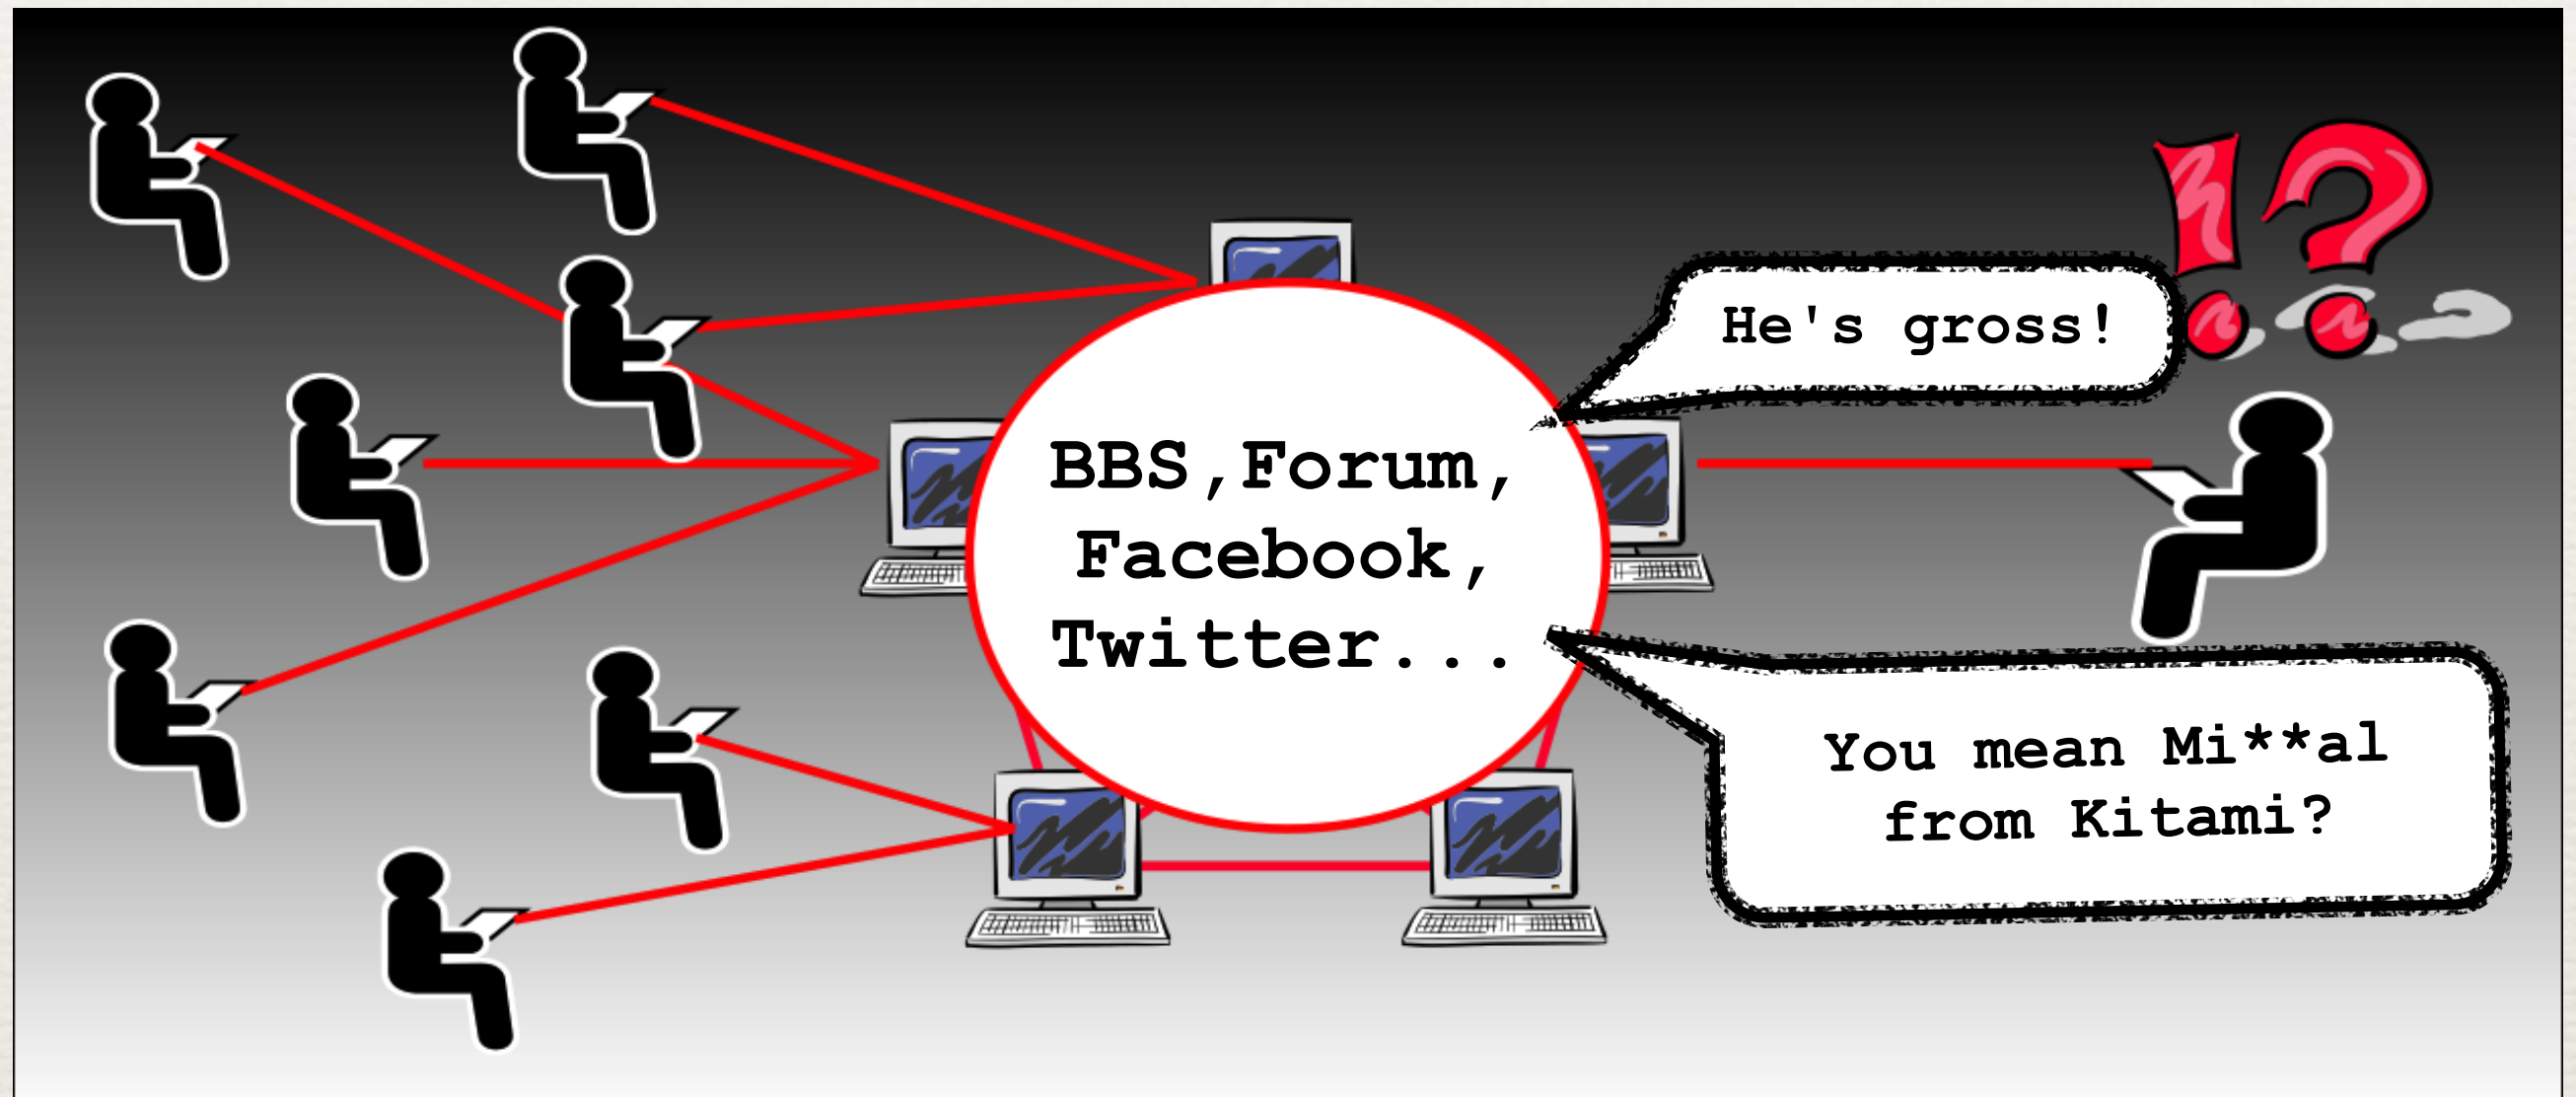 He's gross!
BBS,Forum,
Facebook,
Twitter...
You mean Mi**al
from Kitami?
!?